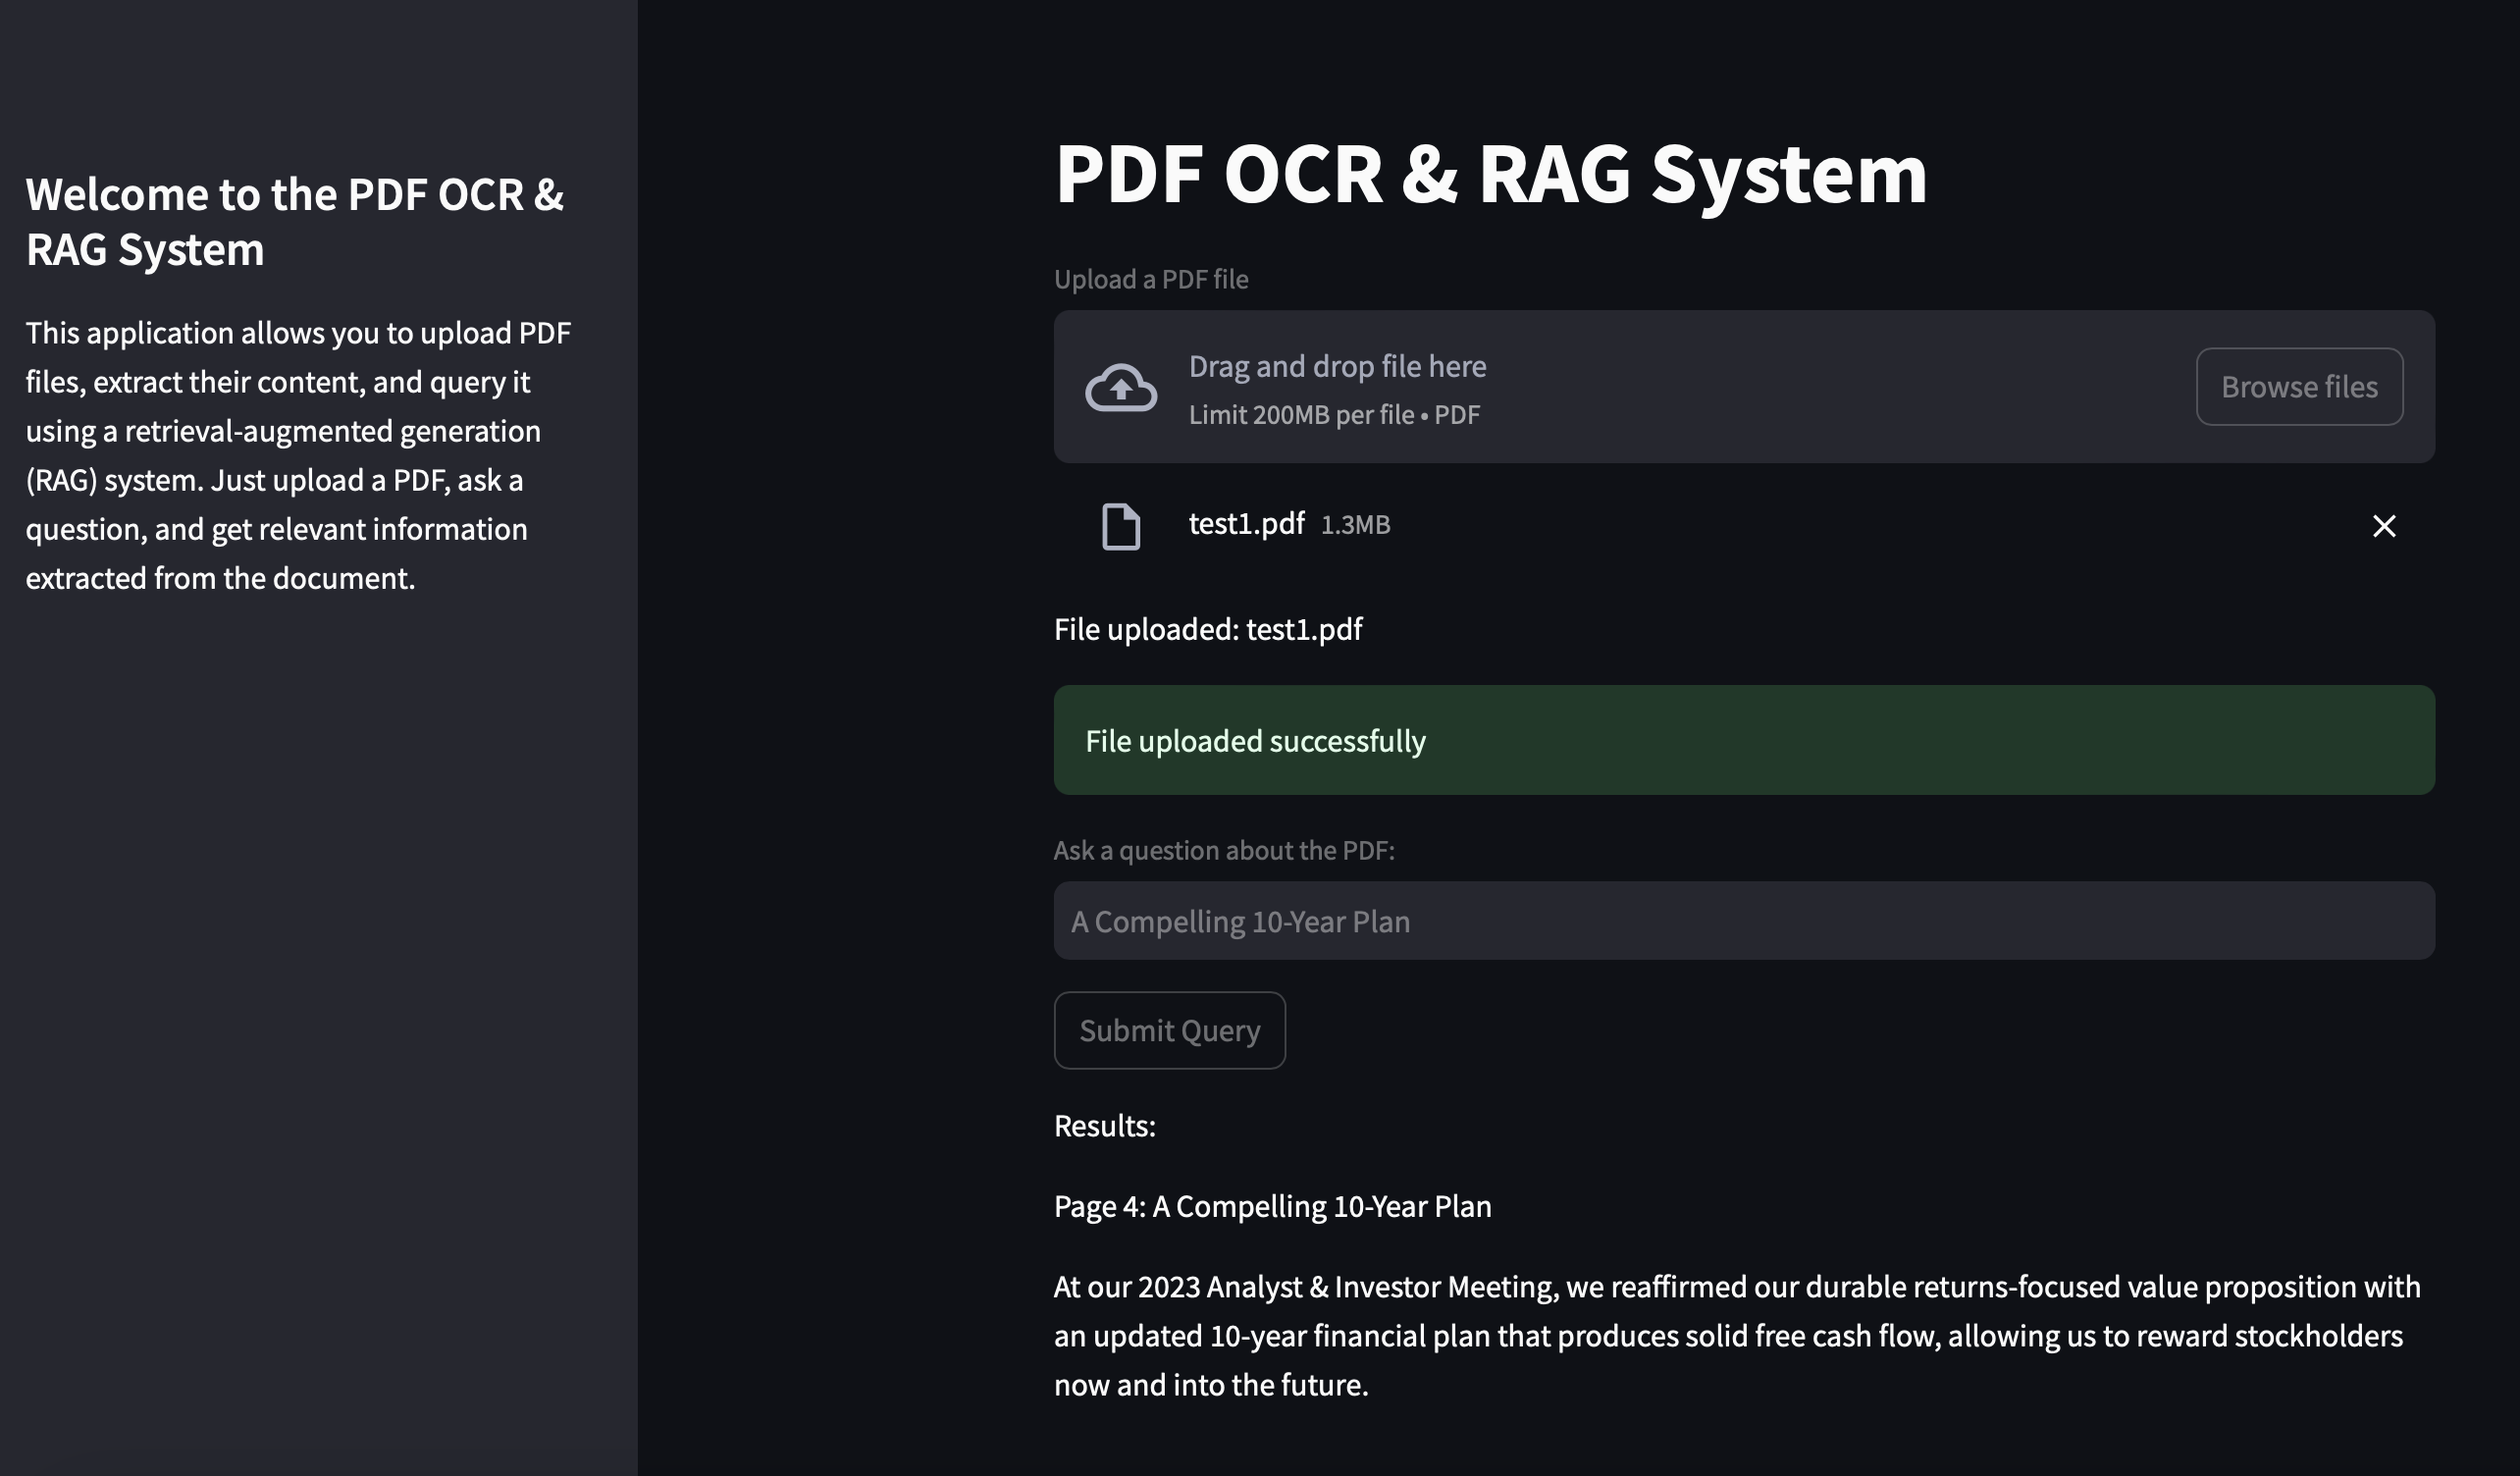 Welcome to the PDF OCR &
RAG System
This application allows you to upload PDF
files, extract their content, and query it
using a retrieval-augmented generation
(RAG) system. Just upload a PDF, ask a
question, and get relevant information
extracted from the document.
PDF OCR & RAG System
Upload a PDF file
Drag and drop file here
Limit 200MB per file • PDF
Browse files
test1.pdf 1.3MB
File uploaded: test1.pdf
File uploaded successfully
Ask a question about the PDF:
A Compelling 10-Year Plan
Submit Query
Results:
Page 4: A Compelling 10-Year Plan
At our 2023 Analyst & Investor Meeting, we reaffirmed our durable returns-focused value proposition with
an updated 10-year financial plan that produces solid free cash flow, allowing us to reward stockholders
now and into the future.